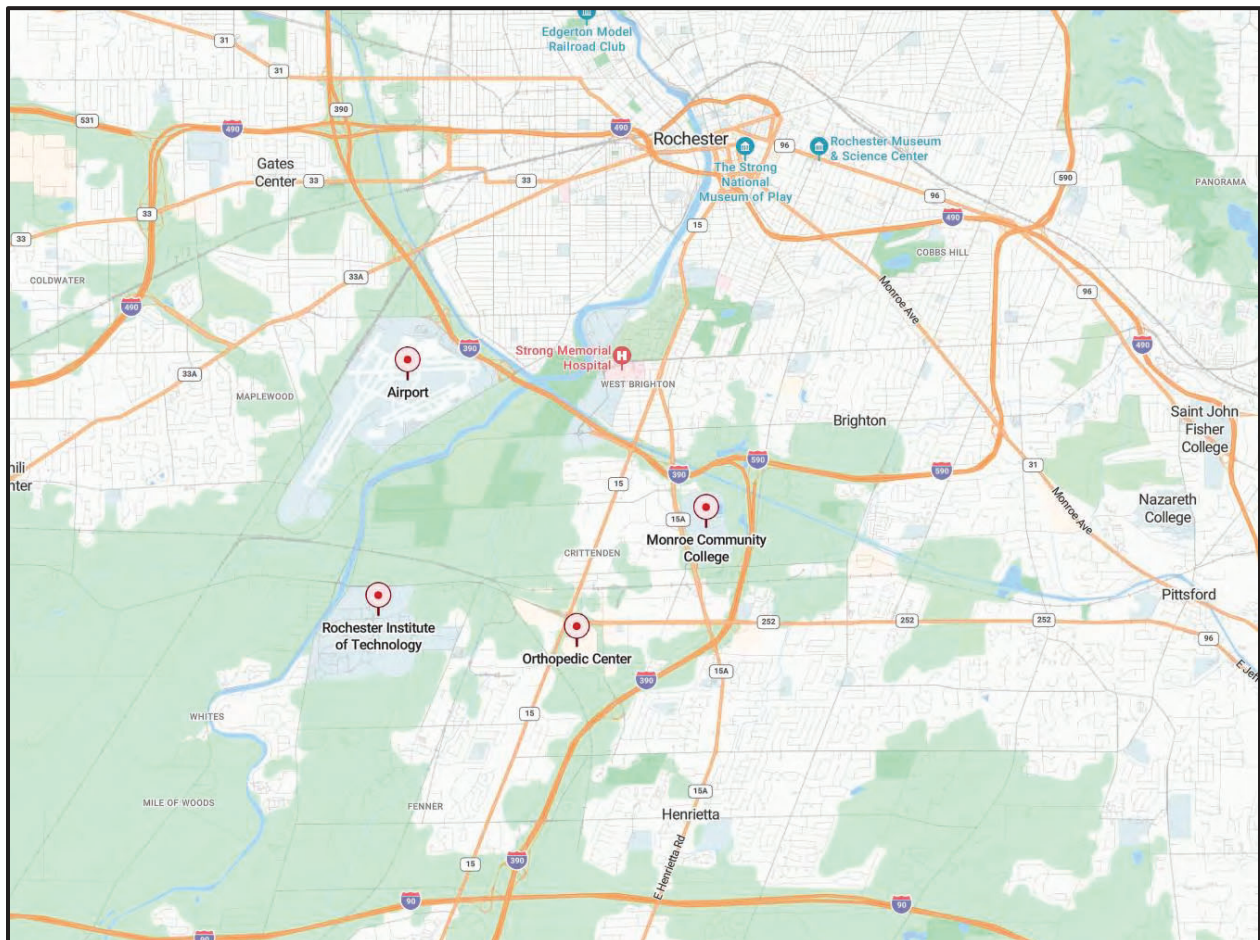 Edgerton Model
Railroad Club
31
31
390
531
490
490
Rochester
96
Rochester Museum
& Science Center
The Strong
National
Museum of Play
Gates
Center
33
33
590
PANORAMA
33
96
33
15
490
COBBS HILL
COLDWATER
33A
490
Monroe Ave
96
490
390
Strong Memorial
Hospital
H
WEST BRIGHTON
Airport
33A
MAPLEWOOD
Brighton
Saint John
Fisher
College
hili
nter
590
390
590
31
15
Monroe Ave
Nazareth
College
15A
Monroe Community
College
CRITTENDEN
Pittsford
Rochester Institute
of Technology
252
252
252
96
Orthopedic Center
E Jeff
15A
390
WHITES
15
15A
MILE OF WOODS
FENNER
Henrietta
15
390
E Henrietta Rd
90
90
90